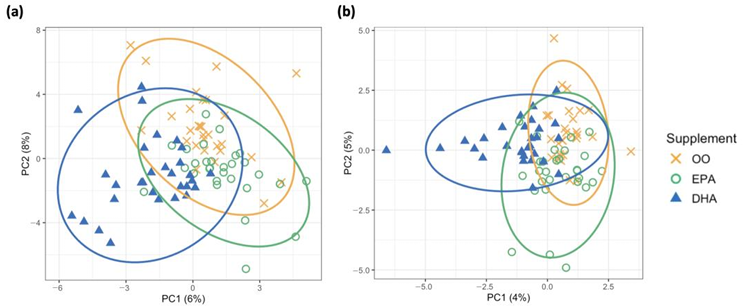 (a)
(b)
8
4
0
−4
PC2 (8%)
−6
−3
0
3
PC1 (6%)
5.0
2.5
0.0
−2.5
−5.0
PC2 (5%)
−5.0
−2.5
0.0
2.5
PC1 (4%)
Supplement
OO
EPA
DHA